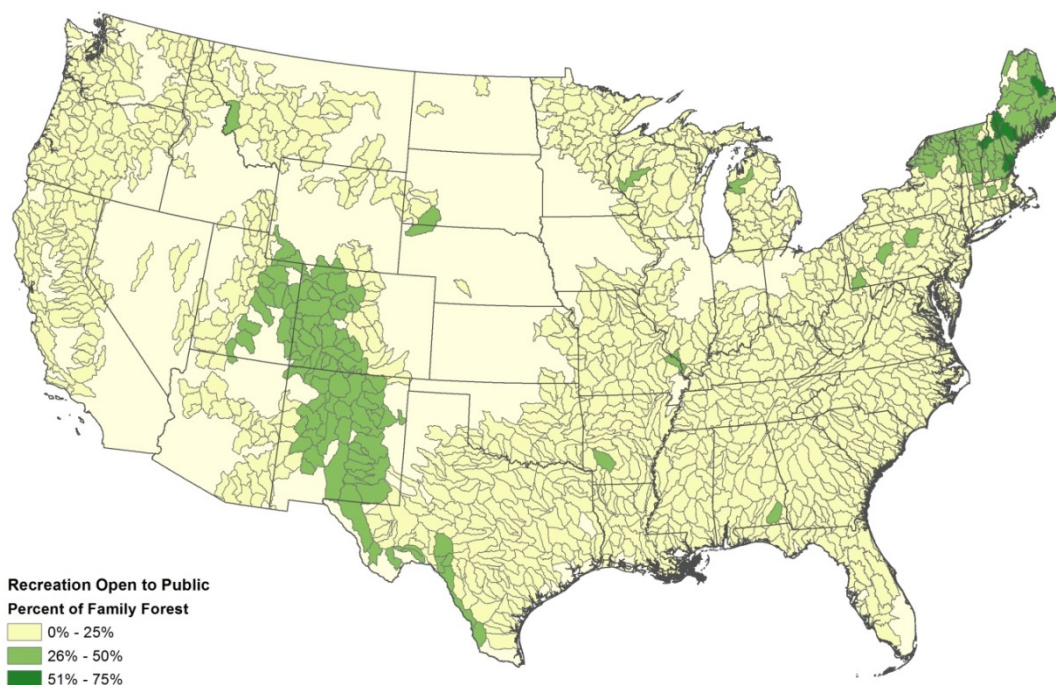 Recreation Open to Public
Percent of Family Forest
0% - 25%
26% - 50%
51% - 75%